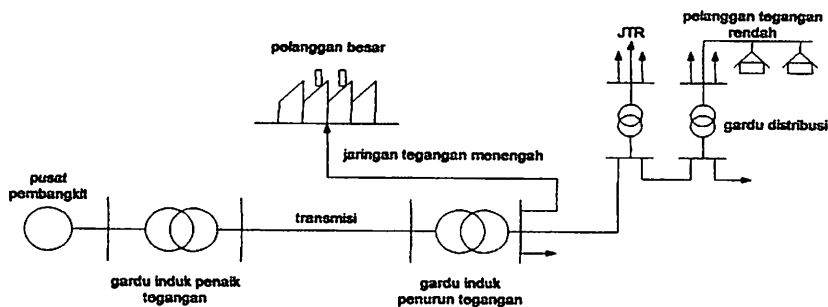 pelanggan tegangan
rendah
JTR
pelanggan besar
gardu distribusi
jaringan tegangan menengah
pusat
pembangkit
transmisi
gardu induk penaik
tegangan
gardu induk
penurun tegangan